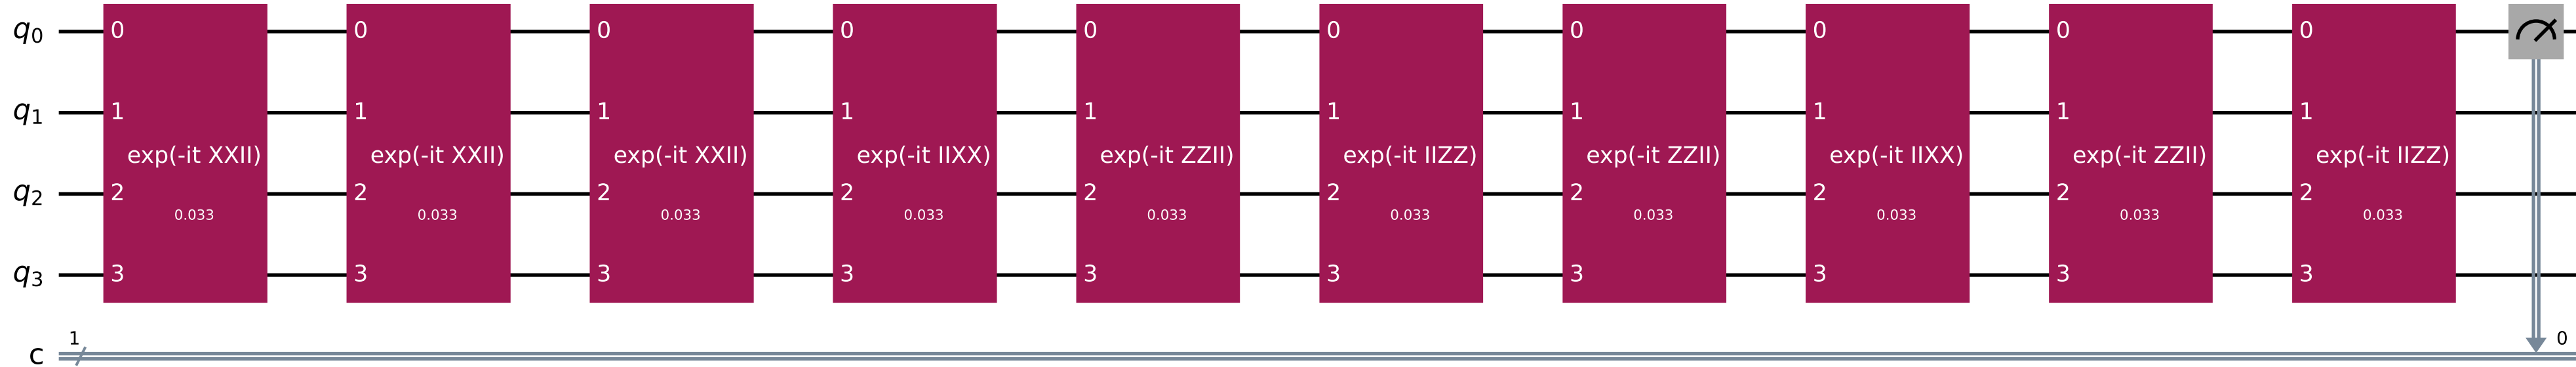 q0 0 0 0 0 0 0 0 0 0 0
q1 1 1 1 1 1 1 1 1 1 1
exp(-it XXII) exp(-it XXII) exp(-it XXII) exp(-it IIXX) exp(-it ZZII) exp(-it IIZZ) exp(-it ZZII) exp(-it IIXX) exp(-it ZZII) exp(-it IIZZ)
q2 2 2 2 2 2 2 2 2 2 2
0.033 0.033 0.033 0.033 0.033 0.033 0.033 0.033 0.033 0.033
q3 3 3 3 3 3 3 3 3 3 3
1 0
c